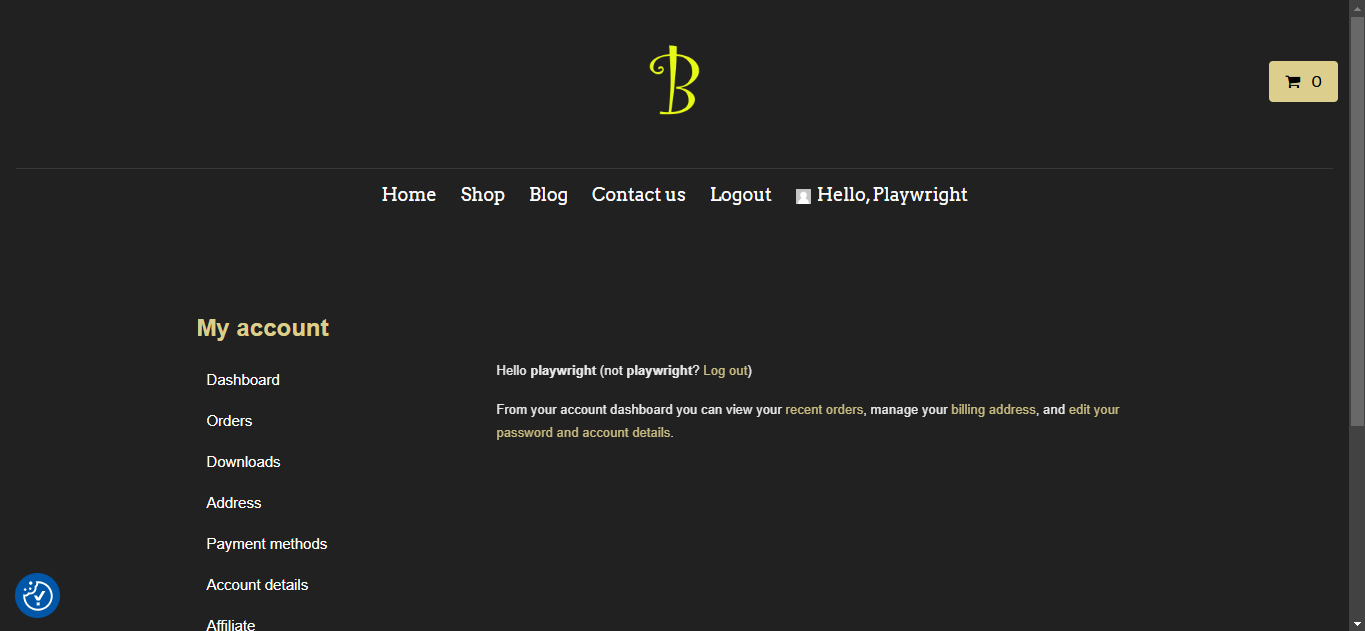 B
0
Home Shop Blog Contact us Logout Hello, Playwright
My account
Dashboard
Orders
Downloads
Address
Payment methods
Account details
Affiliate
Hello playwright (not playwright? Log out)
From your account dashboard you can view your recent orders, manage your billing address, and edit your
password and account details.